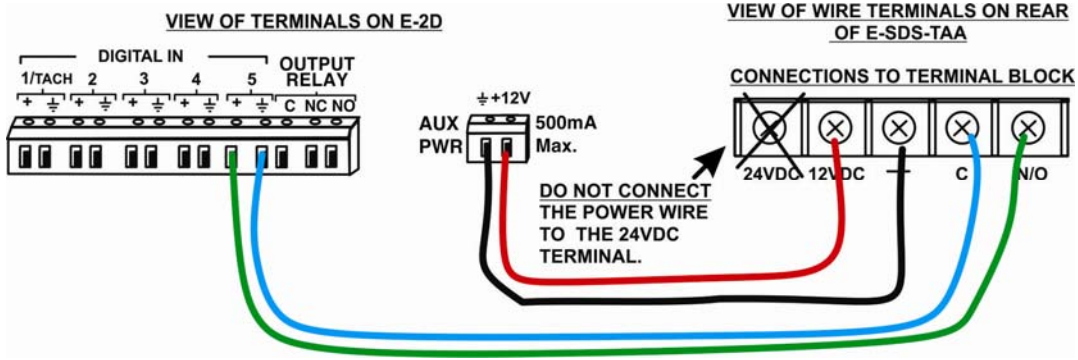 VIEW OF TERMINALS ON E-2D
DIGITAL IN
OUTPUT
RELAY
1/TACH 2 3 4 5
+ ⏚ + ⏚ + ⏚ + ⏚ + ⏚ C NC NO
⏚ +12V
AUX
PWR
500mA
Max.
DO NOT CONNECT
THE POWER WIRE
TO THE 24VDC
TERMINAL.
VIEW OF WIRE TERMINALS ON REAR
OF E-SDS-TAA
CONNECTIONS TO TERMINAL BLOCK
24VDC 12VDC — C N/O